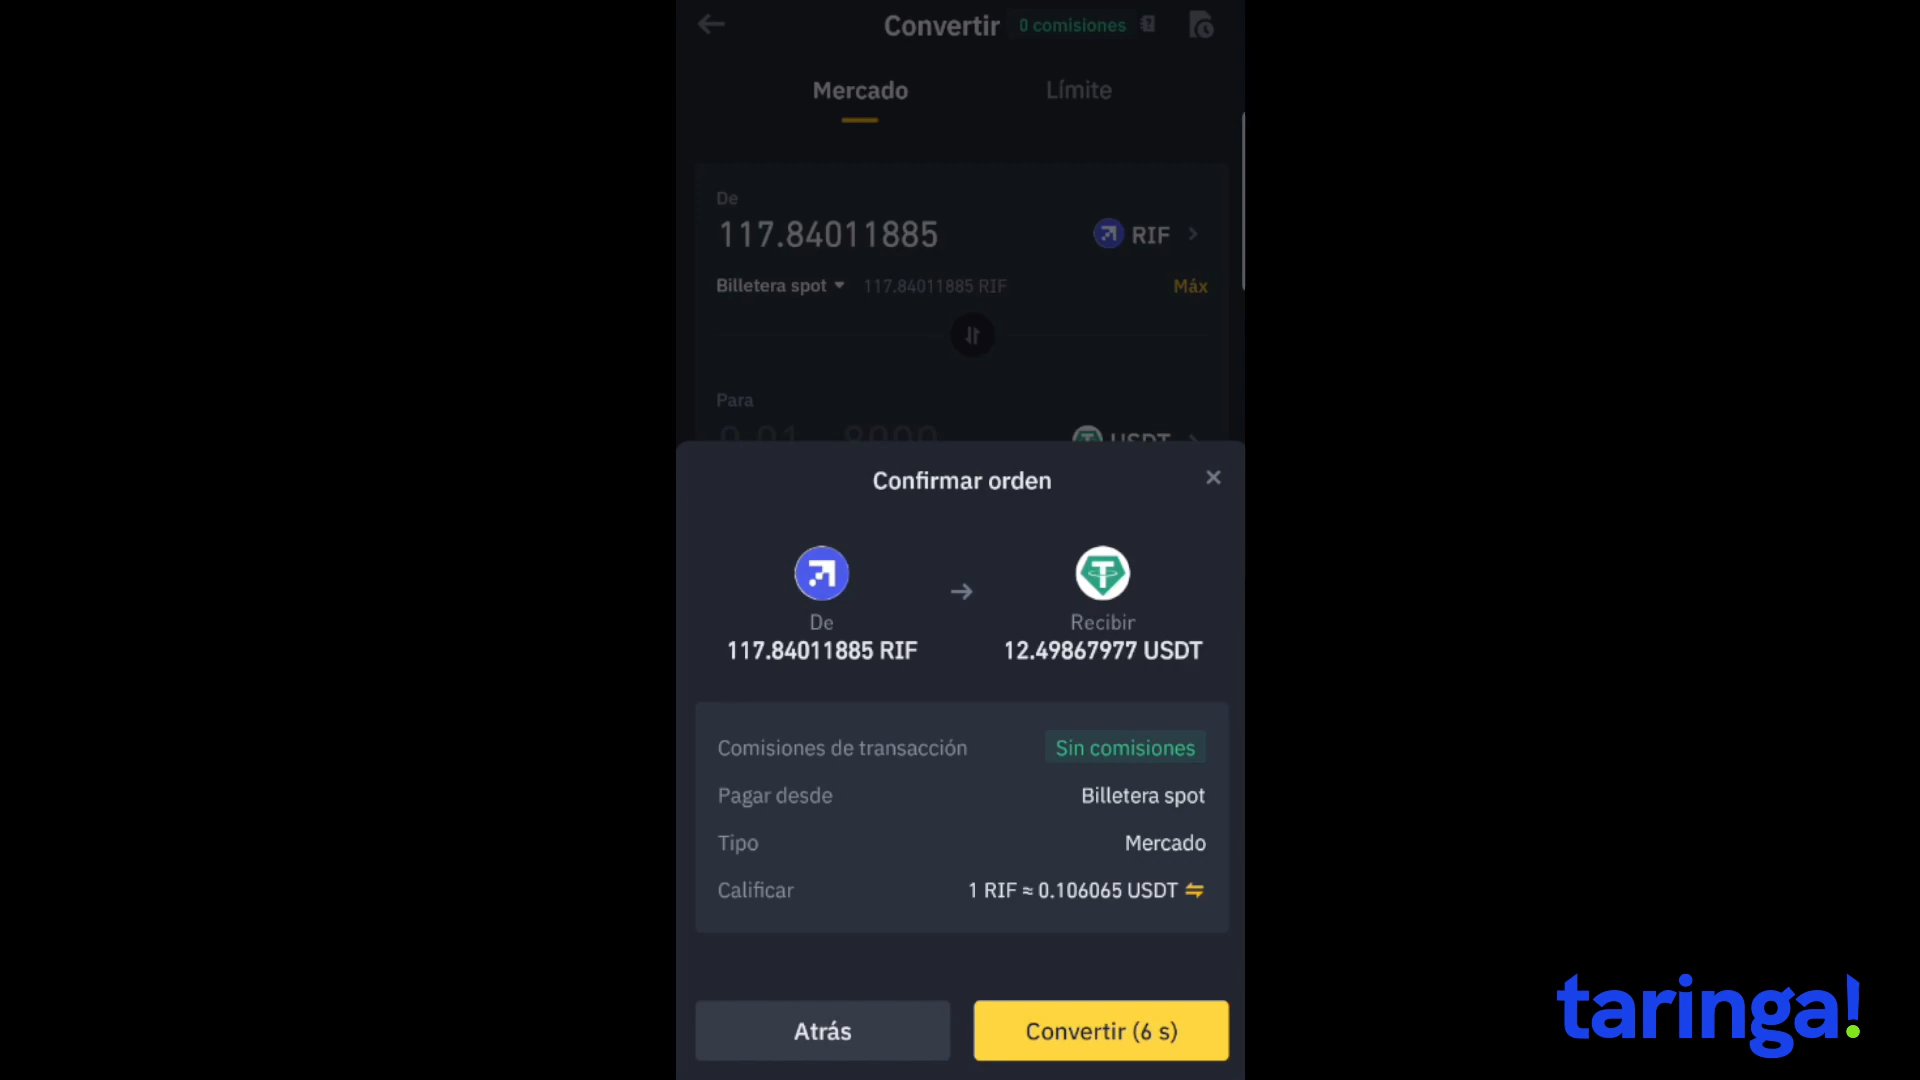 Convertir 0 comisiones
Mercado Límite
De
117.84011885 RIF
Billetera spot 117.84011885 RIF Máx
Para
USDT
Confirmar orden
De Recibir
117.84011885 RIF 12.49867977 USDT
Comisiones de transacción Sin comisiones
Pagar desde Billetera spot
Tipo Mercado
Calificar 1 RIF ≈ 0.106065 USDT
Atrás Convertir (6 s)
taringa!